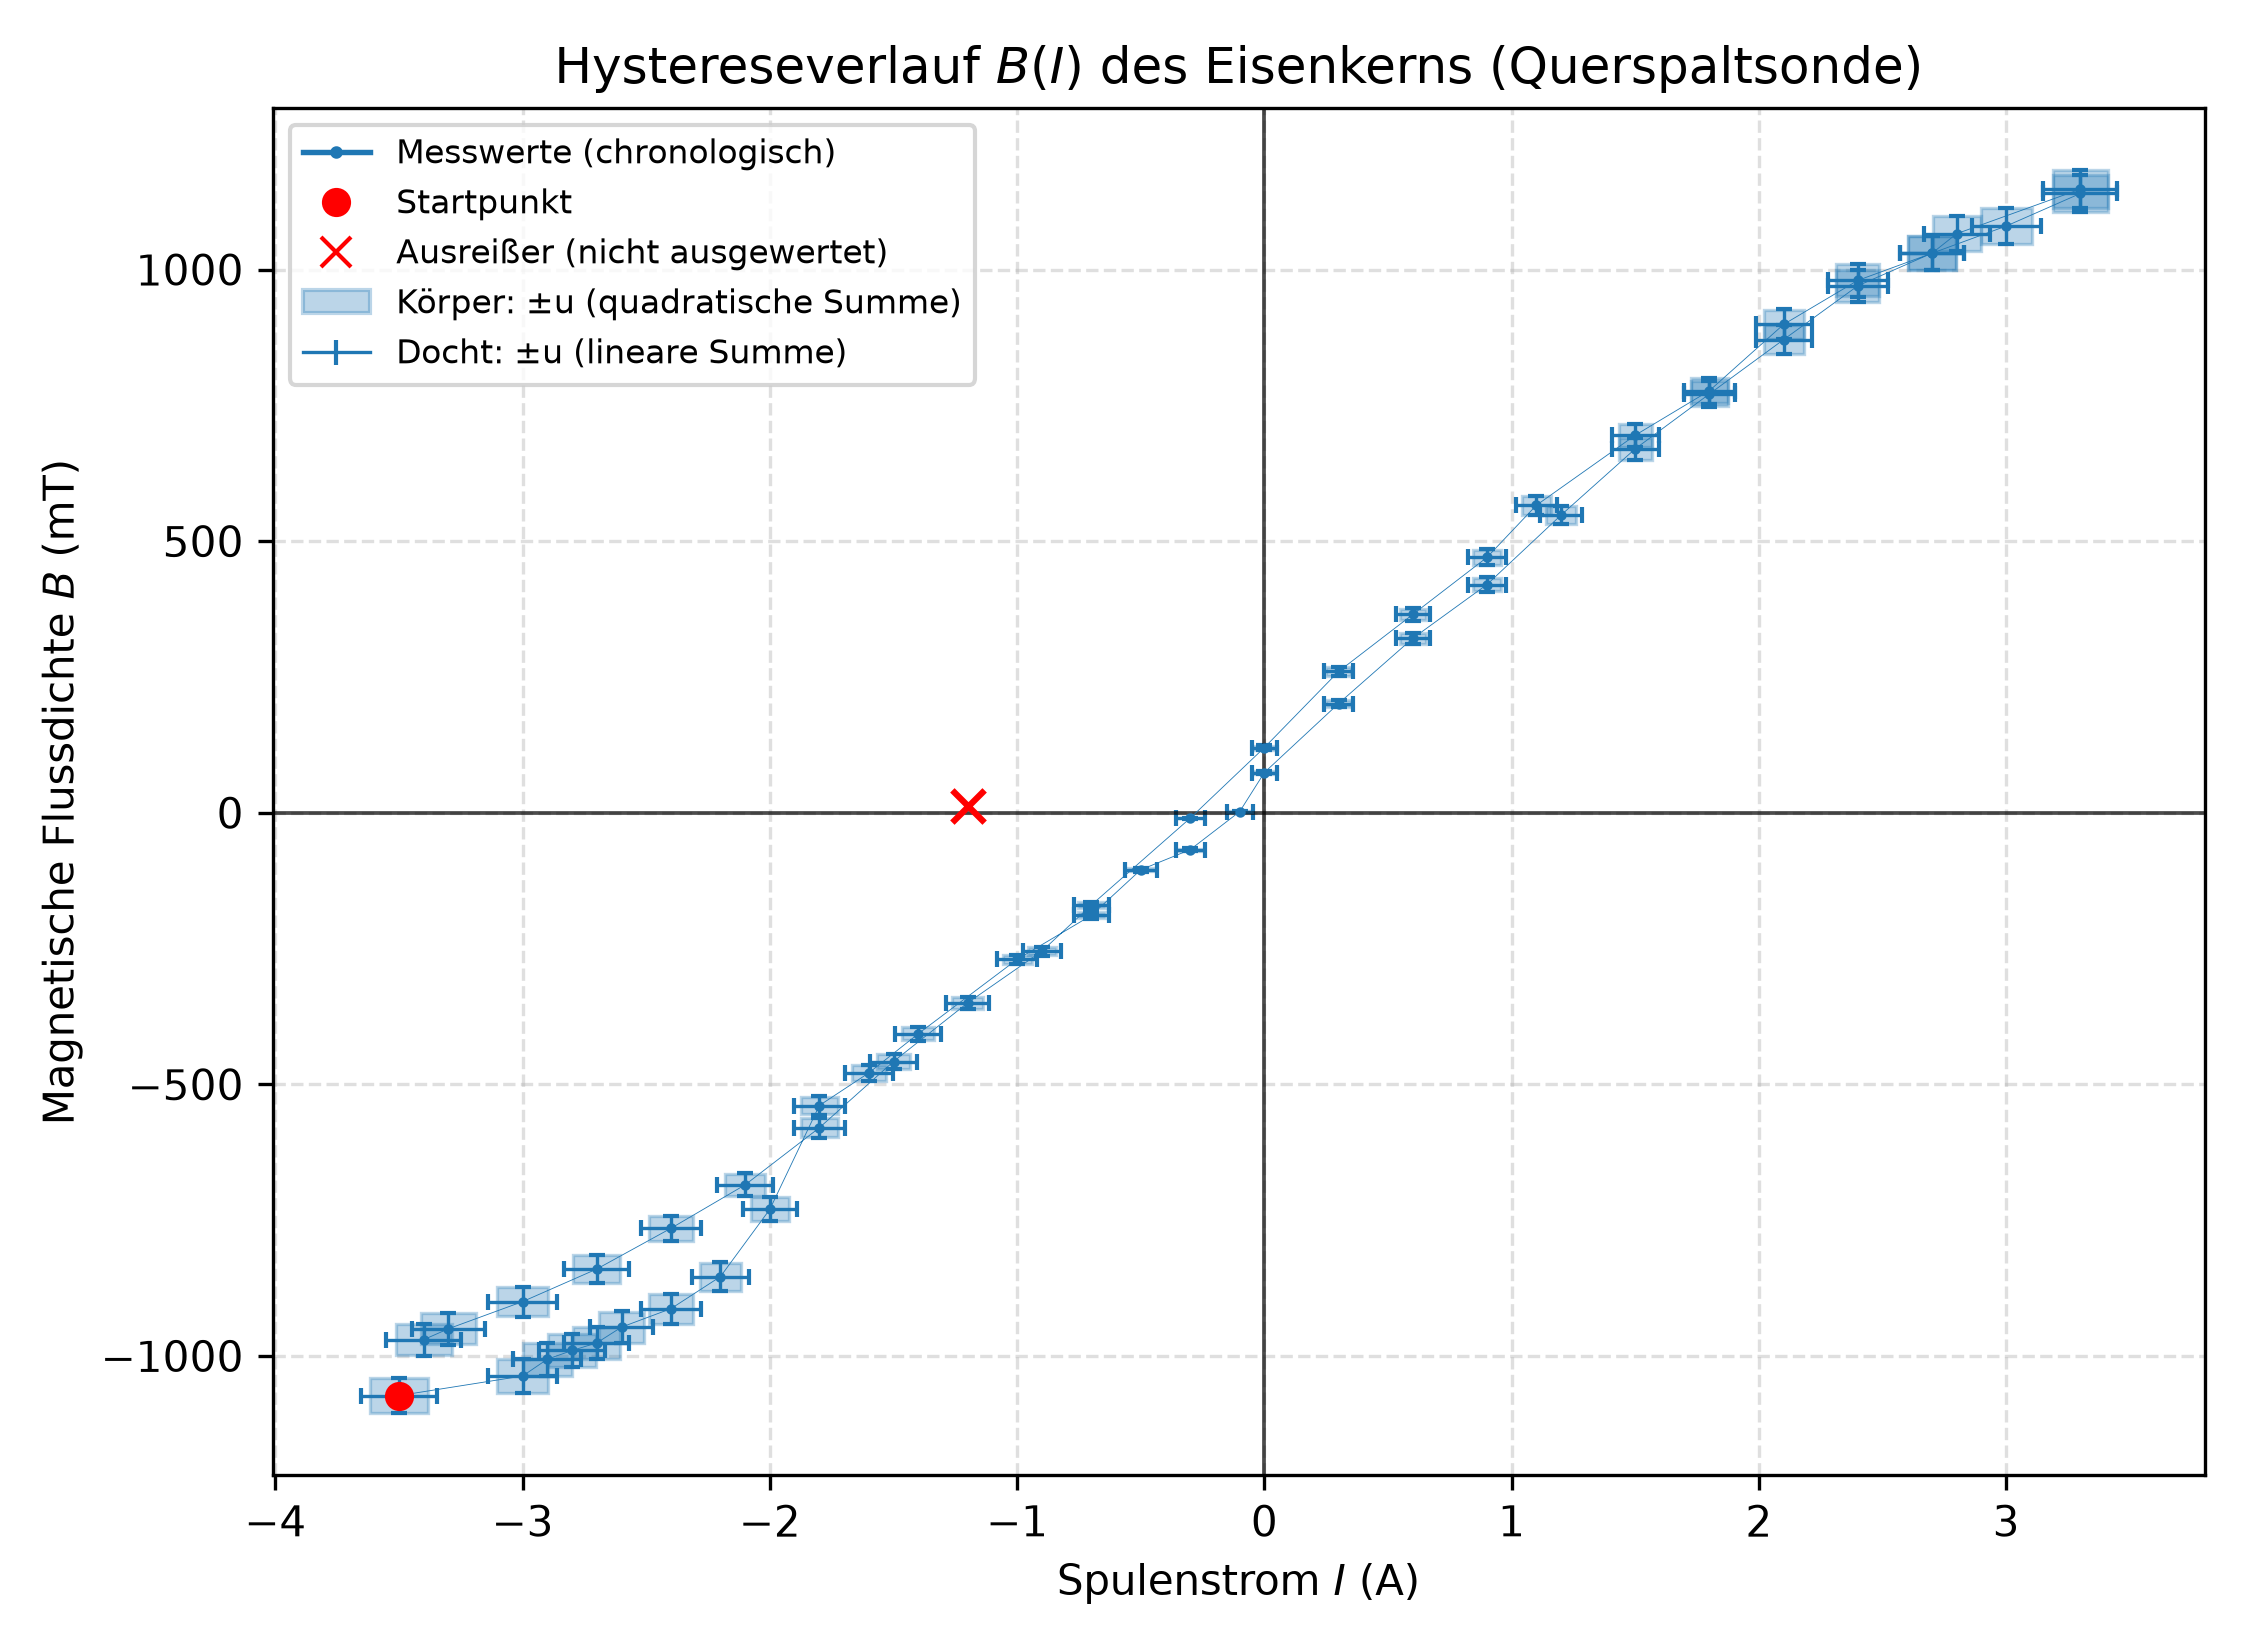 Hystereseverlauf B(I) des Eisenkerns (Querspaltsonde)
Messwerte (chronologisch)
Startpunkt
Ausreißer (nicht ausgewertet)
Körper: ±u (quadratische Summe)
Docht: ±u (lineare Summe)
Magnetische Flussdichte B (mT)
1000
500
0
−500
−1000
−4 −3 −2 −1 0 1 2 3
Spulenstrom I (A)